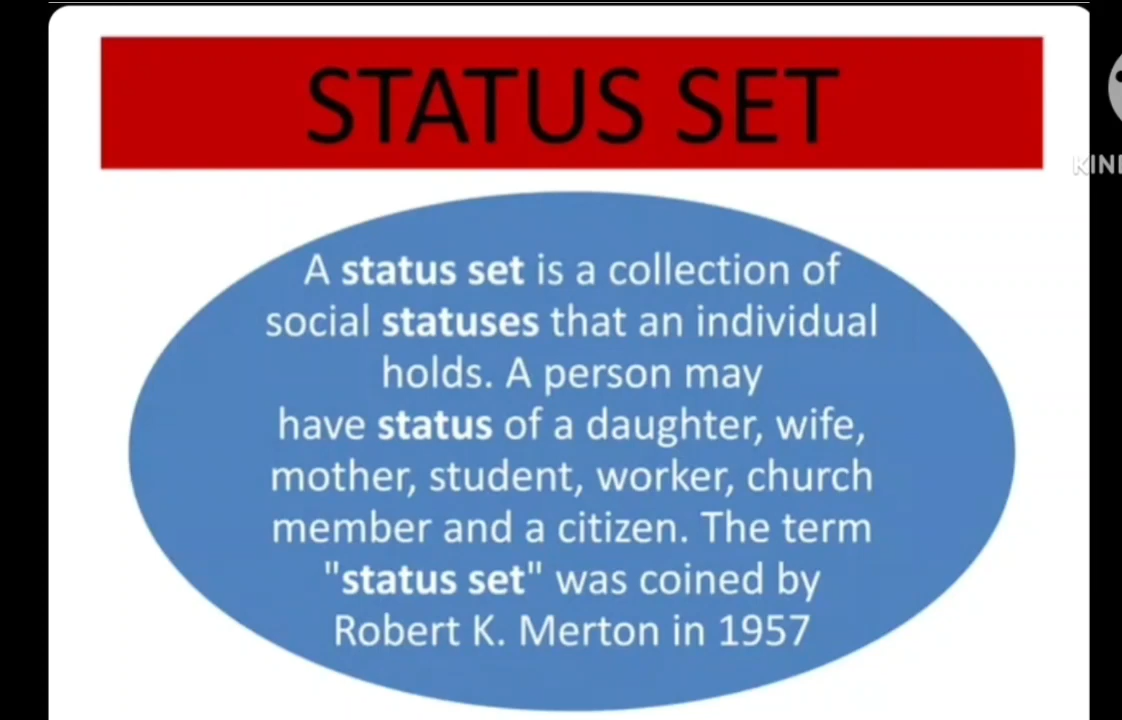 STATUS SET
A status set is a collection of
social statuses that an individual
holds. A person may
have status of a daughter, wife,
mother, student, worker, church
member and a citizen. The term
"status set" was coined by
Robert K. Merton in 1957